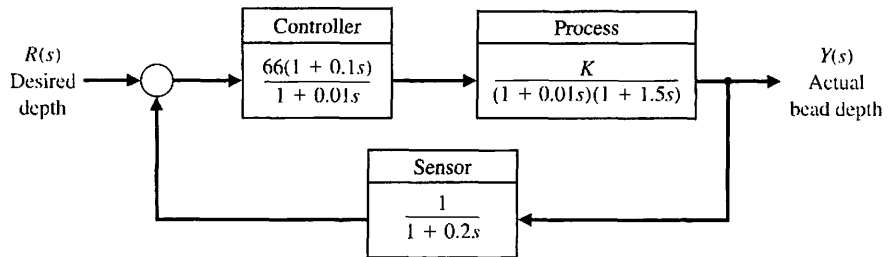 Controller
Process
R(s)
Desired
depth
66(1 + 0.1s)
1 + 0.01s
K
(1 + 0.01s)(1 + 1.5s)
Y(s)
Actual
bead depth
Sensor
1
1 + 0.2s